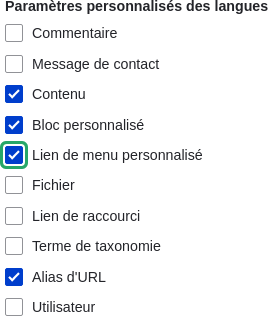 Paramètres personnalisés des langues
Commentaire
Message de contact
Contenu
Bloc personnalisé
Lien de menu personnalisé
Fichier
Lien de raccourci
Terme de taxonomie
Alias d'URL
Utilisateur